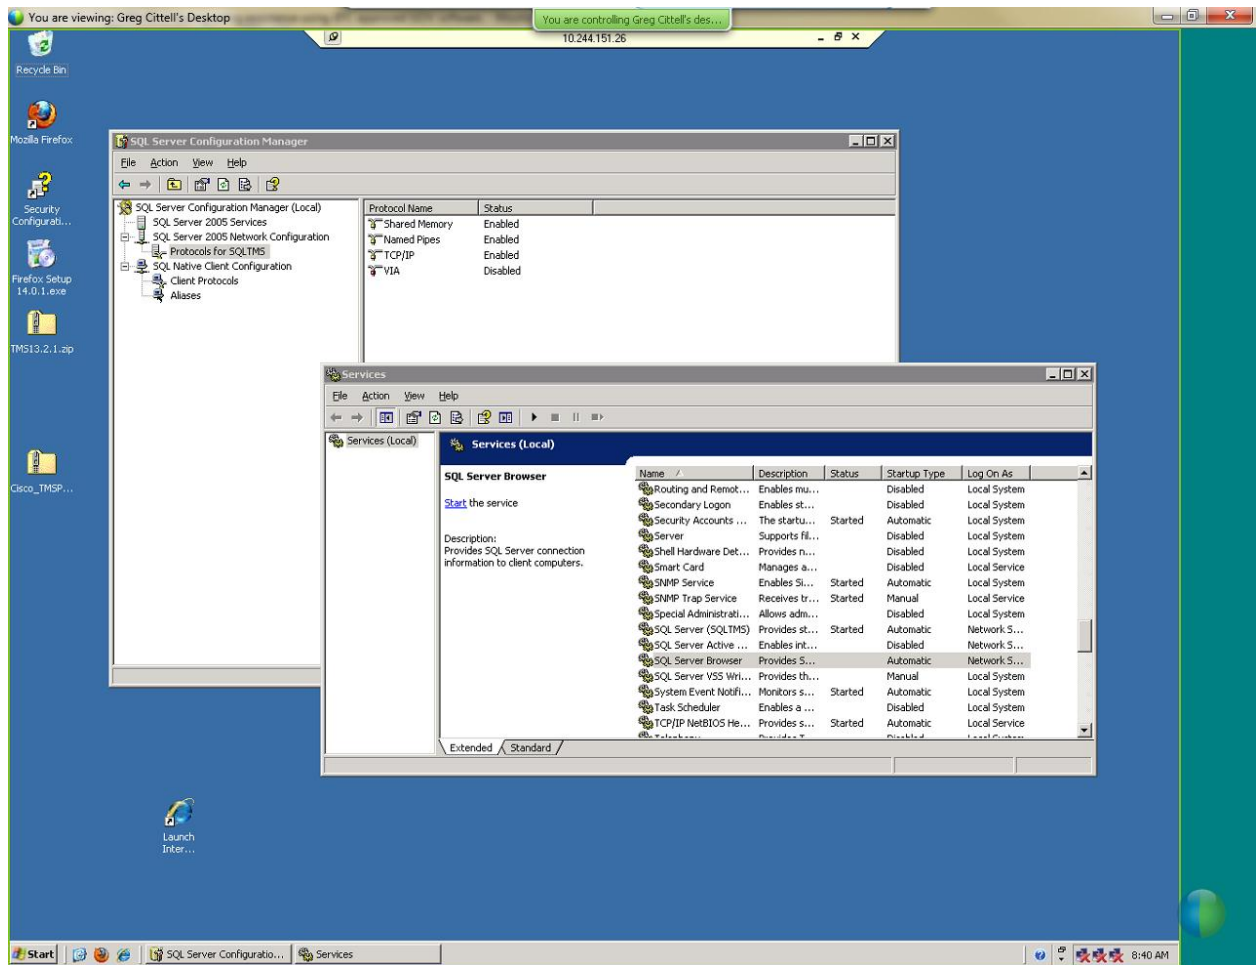 You are viewing: Greg Cittell's Desktop
You are controlling Greg Cittell's des...
10.244.151.26
Recycle Bin
Mozilla Firefox
Security
Configurati...
Firefox Setup
14.0.1.exe
TMS13.2.1.zip
Cisco_TMSP...
Launch
Inter...
SQL Server Configuration Manager
File Action View Help
SQL Server Configuration Manager (Local)
SQL Server 2005 Services
SQL Server 2005 Network Configuration
Protocols for SQLTMS
SQL Native Client Configuration
Client Protocols
Aliases
Protocol Name Status
Shared Memory Enabled
Named Pipes Enabled
TCP/IP Enabled
VIA Disabled
Services
File Action View Help
Services (Local)
Services (Local)
SQL Server Browser
Start the service
Description:
Provides SQL Server connection
information to client computers.
Name Description Status Startup Type Log On As
Routing and Remot... Enables mu... Disabled Local System
Secondary Logon Enables st... Disabled Local System
Security Accounts ... The startu... Started Automatic Local System
Server Supports fil... Disabled Local System
Shell Hardware Det... Provides n... Disabled Local System
Smart Card Manages a... Disabled Local Service
SNMP Service Enables Si... Started Automatic Local System
SNMP Trap Service Receives tr... Started Manual Local Service
Special Administrati... Allows adm... Disabled Local System
SQL Server (SQLTMS) Provides st... Started Automatic Network S...
SQL Server Active ... Enables int... Disabled Network S...
SQL Server Browser Provides S... Automatic Network S...
SQL Server VSS Wri... Provides th... Manual Local System
System Event Notifi... Monitors s... Started Automatic Local System
Task Scheduler Enables a ... Disabled Local System
TCP/IP NetBIOS He... Provides s... Started Automatic Local Service
Extended Standard
Start SQL Server Configuratio... Services 8:40 AM